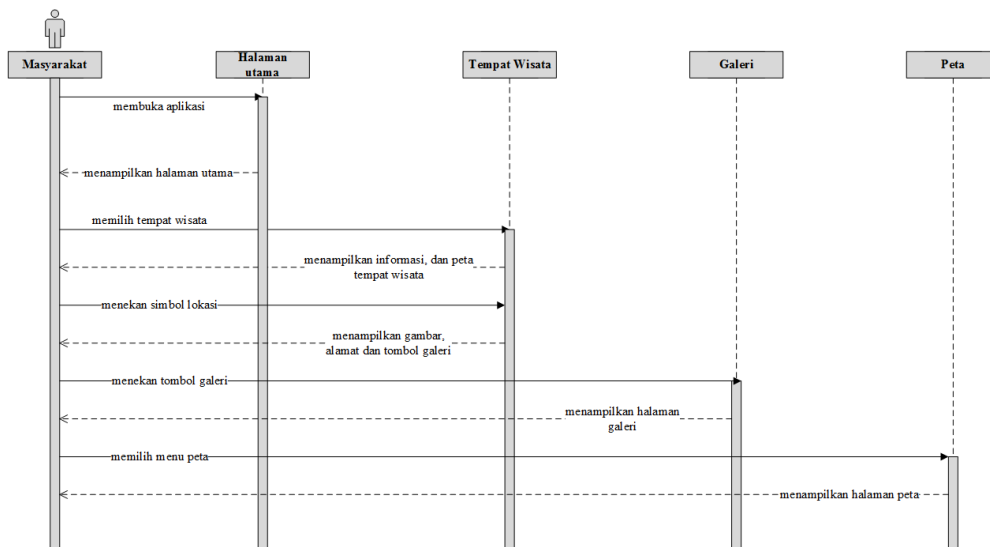 Masyarakat
Halaman
utama
Tempat Wisata
Galeri
Peta
membuka aplikasi
menampilkan halaman utama
memilih tempat wisata
menampilkan informasi, dan peta
tempat wisata
menekan simbol lokasi
menampilkan gambar,
alamat dan tombol galeri
menekan tombol galeri
menampilkan halaman
galeri
memilih menu peta
menampilkan halaman peta